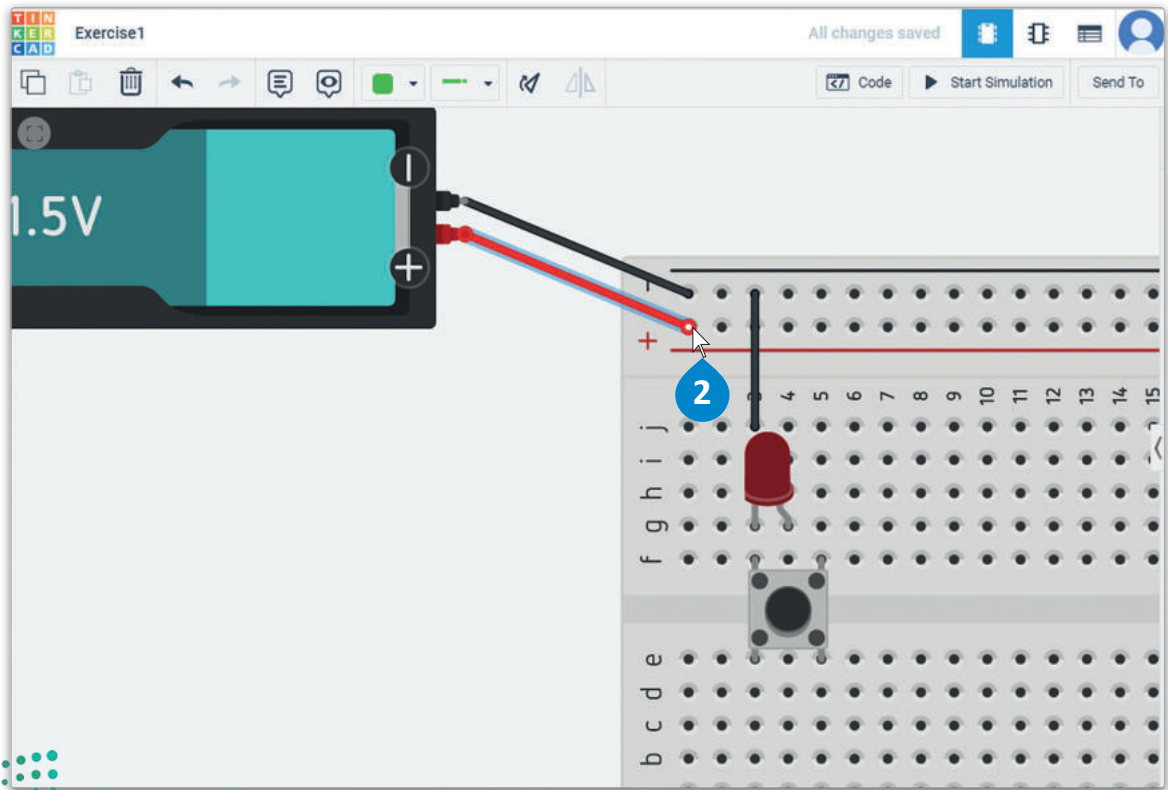 TIN
KER
CAD
Exercise1
All changes saved
Code
Start Simulation
Send To
1.5V
-
+
-
+
2
4 5 6 7 8 9 10 11 12 13 14 15
j
i
h
g
f
e
d
c
b